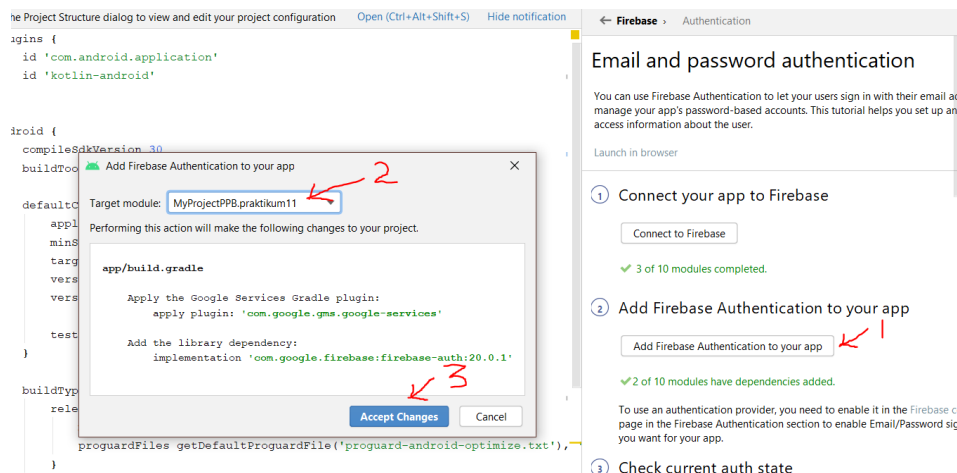 he Project Structure dialog to view and edit your project configuration Open (Ctrl+Alt+Shift+S) Hide notification
ugins {
id 'com.android.application'
id 'kotlin-android'
droid {
compileSdkVersion 30
buildToo
defaultC
appl
minS
targ
vers
vers
test
}
buildTyp
rele
proguardFiles getDefaultProguardFile('proguard-android-optimize.txt'),
}
Add Firebase Authentication to your app
2
Target module: MyProjectPPB.praktikum11
Performing this action will make the following changes to your project.
app/build.gradle
Apply the Google Services Gradle plugin:
apply plugin: 'com.google.gms.google-services'
Add the library dependency:
implementation 'com.google.firebase:firebase-auth:20.0.1'
3
Accept Changes Cancel
← Firebase › Authentication
Email and password authentication
You can use Firebase Authentication to let your users sign in with their email ac
manage your app's password-based accounts. This tutorial helps you set up an
access information about the user.
Launch in browser
1 Connect your app to Firebase
Connect to Firebase
✔ 3 of 10 modules completed.
2 Add Firebase Authentication to your app
Add Firebase Authentication to your app
1
✔ 2 of 10 modules have dependencies added.
To use an authentication provider, you need to enable it in the Firebase c
page in the Firebase Authentication section to enable Email/Password sig
you want for your app.
3 Check current auth state